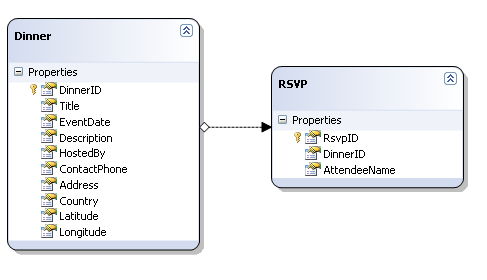 Dinner
Properties
DinnerID
Title
EventDate
Description
HostedBy
ContactPhone
Address
Country
Latitude
Longitude
RSVP
Properties
RsvpID
DinnerID
AttendeeName